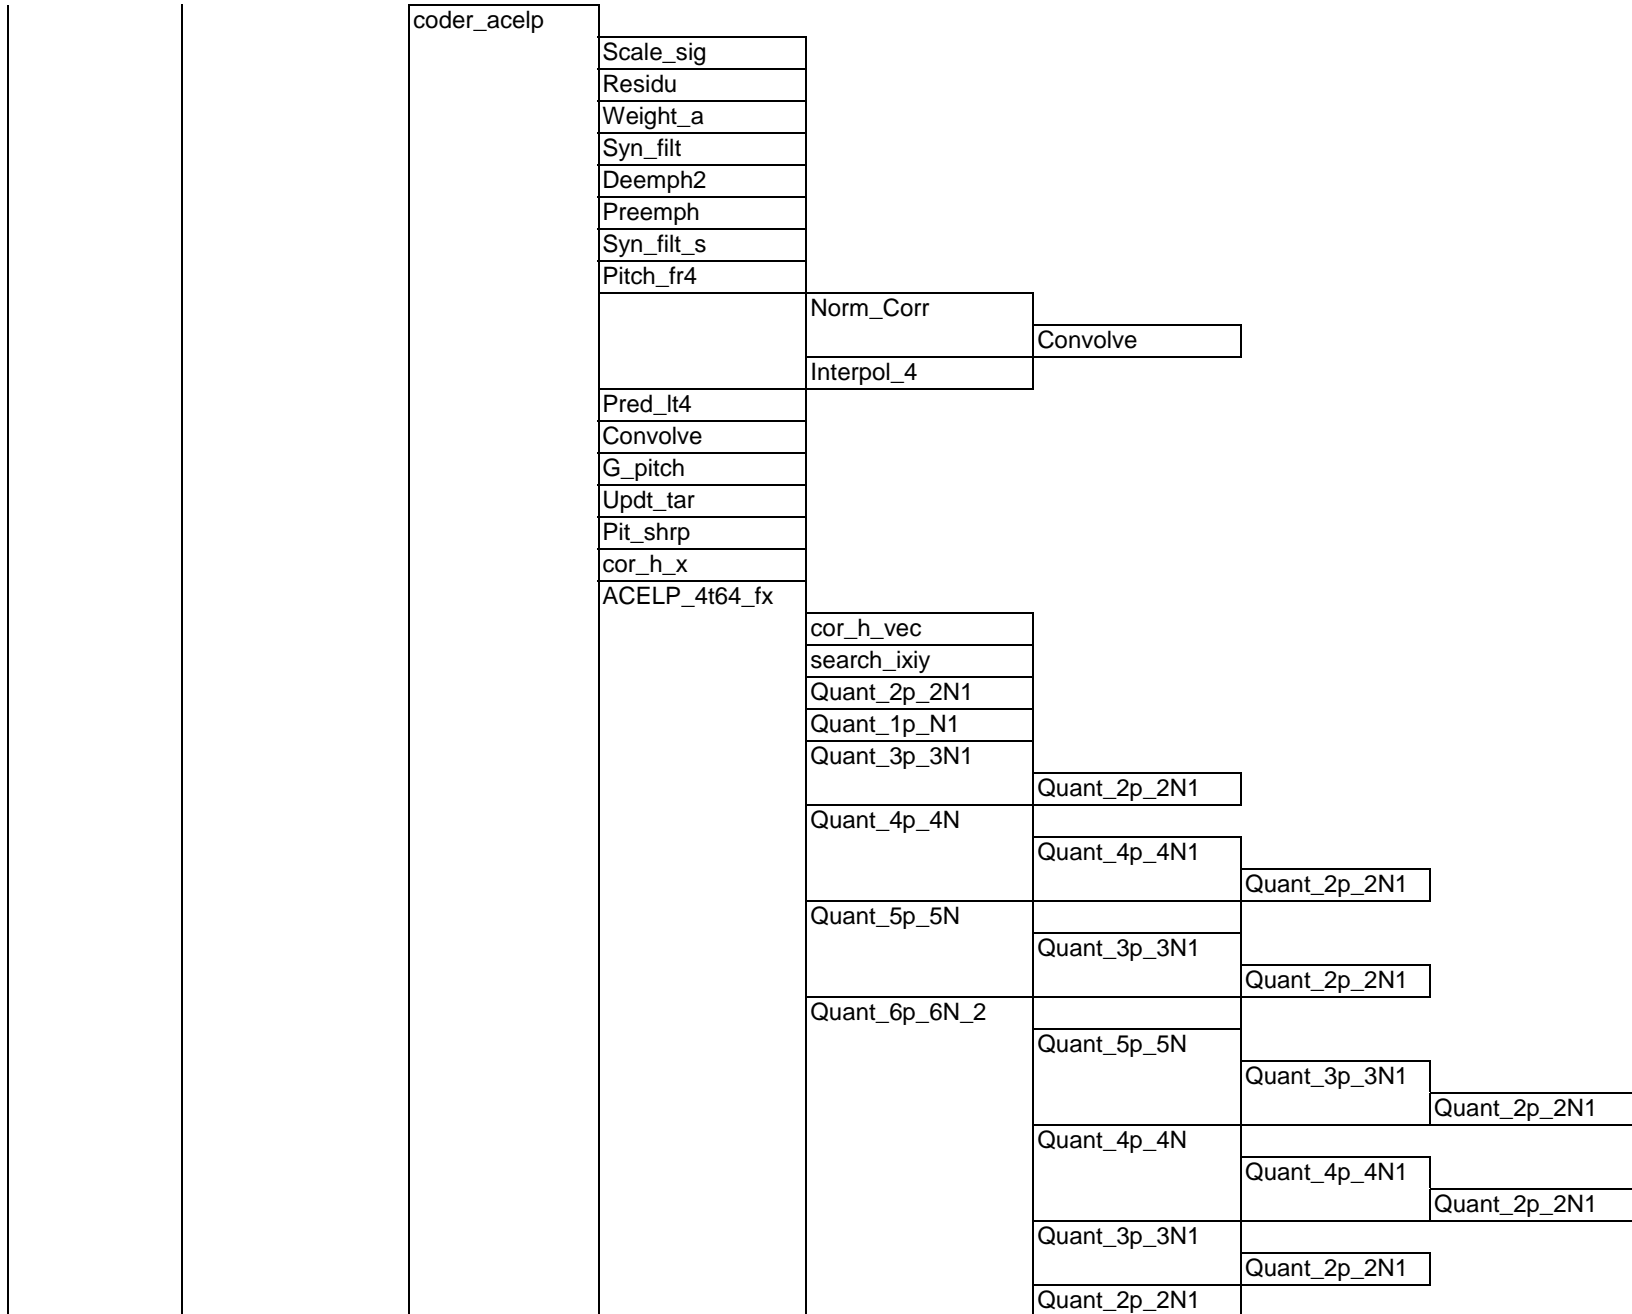 coder_acelp
Scale_sig
Residu
Weight_a
Syn_filt
Deemph2
Preemph
Syn_filt_s
Pitch_fr4
Norm_Corr
Convolve
Interpol_4
Pred_lt4
Convolve
G_pitch
Updt_tar
Pit_shrp
cor_h_x
ACELP_4t64_fx
cor_h_vec
search_ixiy
Quant_2p_2N1
Quant_1p_N1
Quant_3p_3N1
Quant_2p_2N1
Quant_4p_4N
Quant_4p_4N1
Quant_2p_2N1
Quant_5p_5N
Quant_3p_3N1
Quant_2p_2N1
Quant_6p_6N_2
Quant_5p_5N
Quant_3p_3N1
Quant_2p_2N1
Quant_4p_4N
Quant_4p_4N1
Quant_2p_2N1
Quant_3p_3N1
Quant_2p_2N1
Quant_2p_2N1